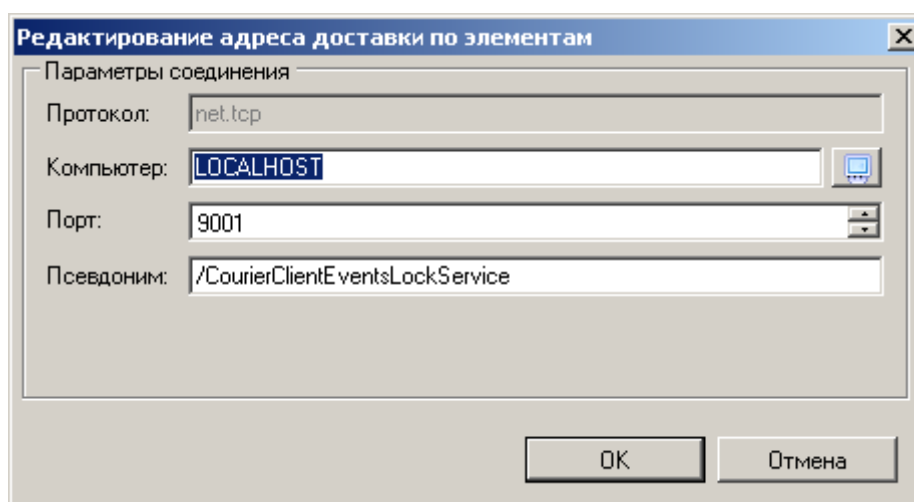 Редактирование адреса доставки по элементам
Параметры соединения
Протокол: net.tcp
Компьютер: LOCALHOST
Порт: 9001
Псевдоним: /CourierClientEventsLockService
OK Отмена